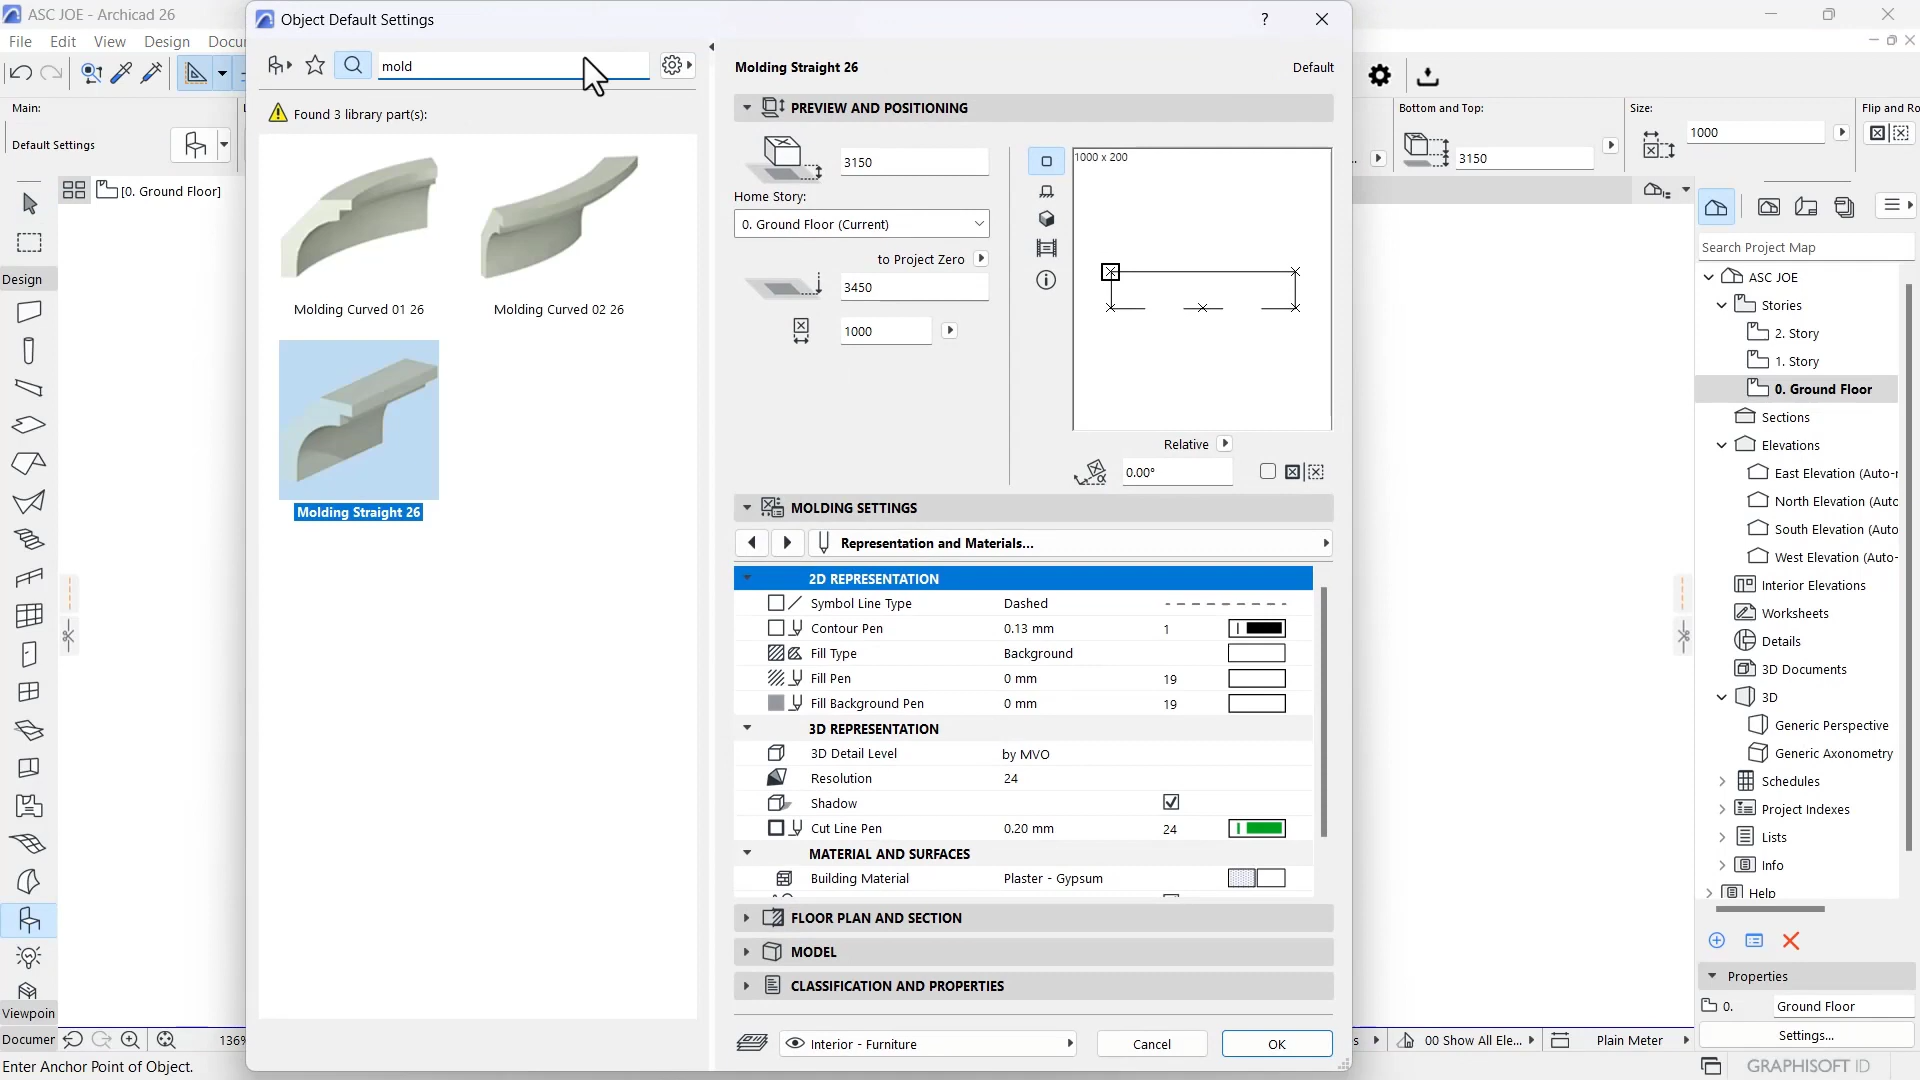 ASC JOE - Archicad 26
File Edit View Design Docu
Object Default Settings
?
mold
Found 3 library part(s):
Molding Curved 01 26
Molding Curved 02 26
Molding Straight 26
Molding Straight 26
Default
PREVIEW AND POSITIONING
3150
Home Story:
0. Ground Floor (Current)
to Project Zero
3450
1000
1000 x 200
Relative
0.00°
MOLDING SETTINGS
Representation and Materials...
2D REPRESENTATION
Symbol Line Type Dashed
Contour Pen 0.13 mm 1
Fill Type Background
Fill Pen 0 mm 19
Fill Background Pen 0 mm 19
3D REPRESENTATION
3D Detail Level by MVO
Resolution 24
Shadow
Cut Line Pen 0.20 mm 24
MATERIAL AND SURFACES
Building Material Plaster - Gypsum
FLOOR PLAN AND SECTION
MODEL
CLASSIFICATION AND PROPERTIES
Interior - Furniture
Cancel
OK
Main:
Default Settings
[0. Ground Floor]
Design
Viewpoin
Documer
136%
Enter Anchor Point of Object.
Bottom and Top:
3150
Size:
1000
Flip and Ro
Search Project Map
ASC JOE
Stories
2. Story
1. Story
0. Ground Floor
Sections
Elevations
East Elevation (Auto-r
North Elevation (Auto
South Elevation (Auto
West Elevation (Auto-
Interior Elevations
Worksheets
Details
3D Documents
3D
Generic Perspective
Generic Axonometry
Schedules
Project Indexes
Lists
Info
Help
Properties
0. Ground Floor
Settings...
s
00 Show All Ele...
Plain Meter
GRAPHISOFT ID